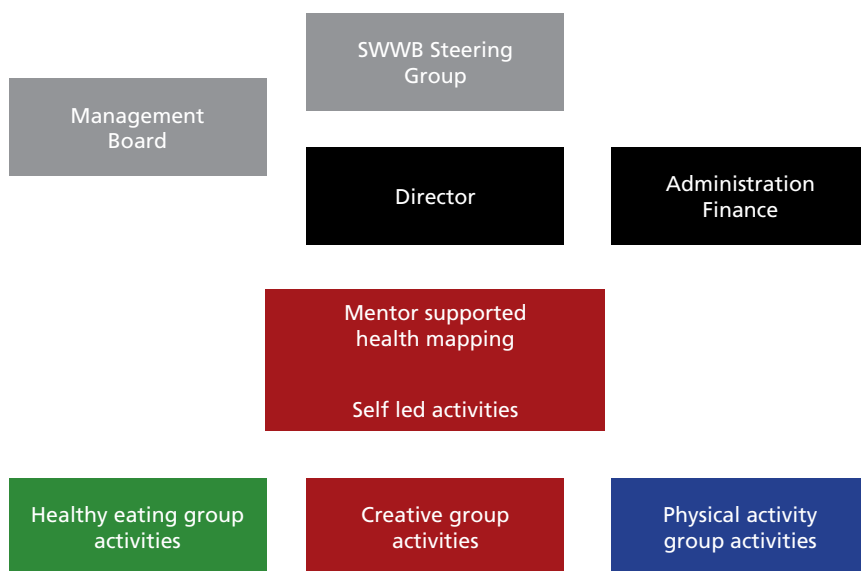 SWWB Steering
Group
Management
Board
Director
Administration
Finance
Mentor supported
health mapping
Self led activities
Healthy eating group
activities
Creative group
activities
Physical activity
group activities